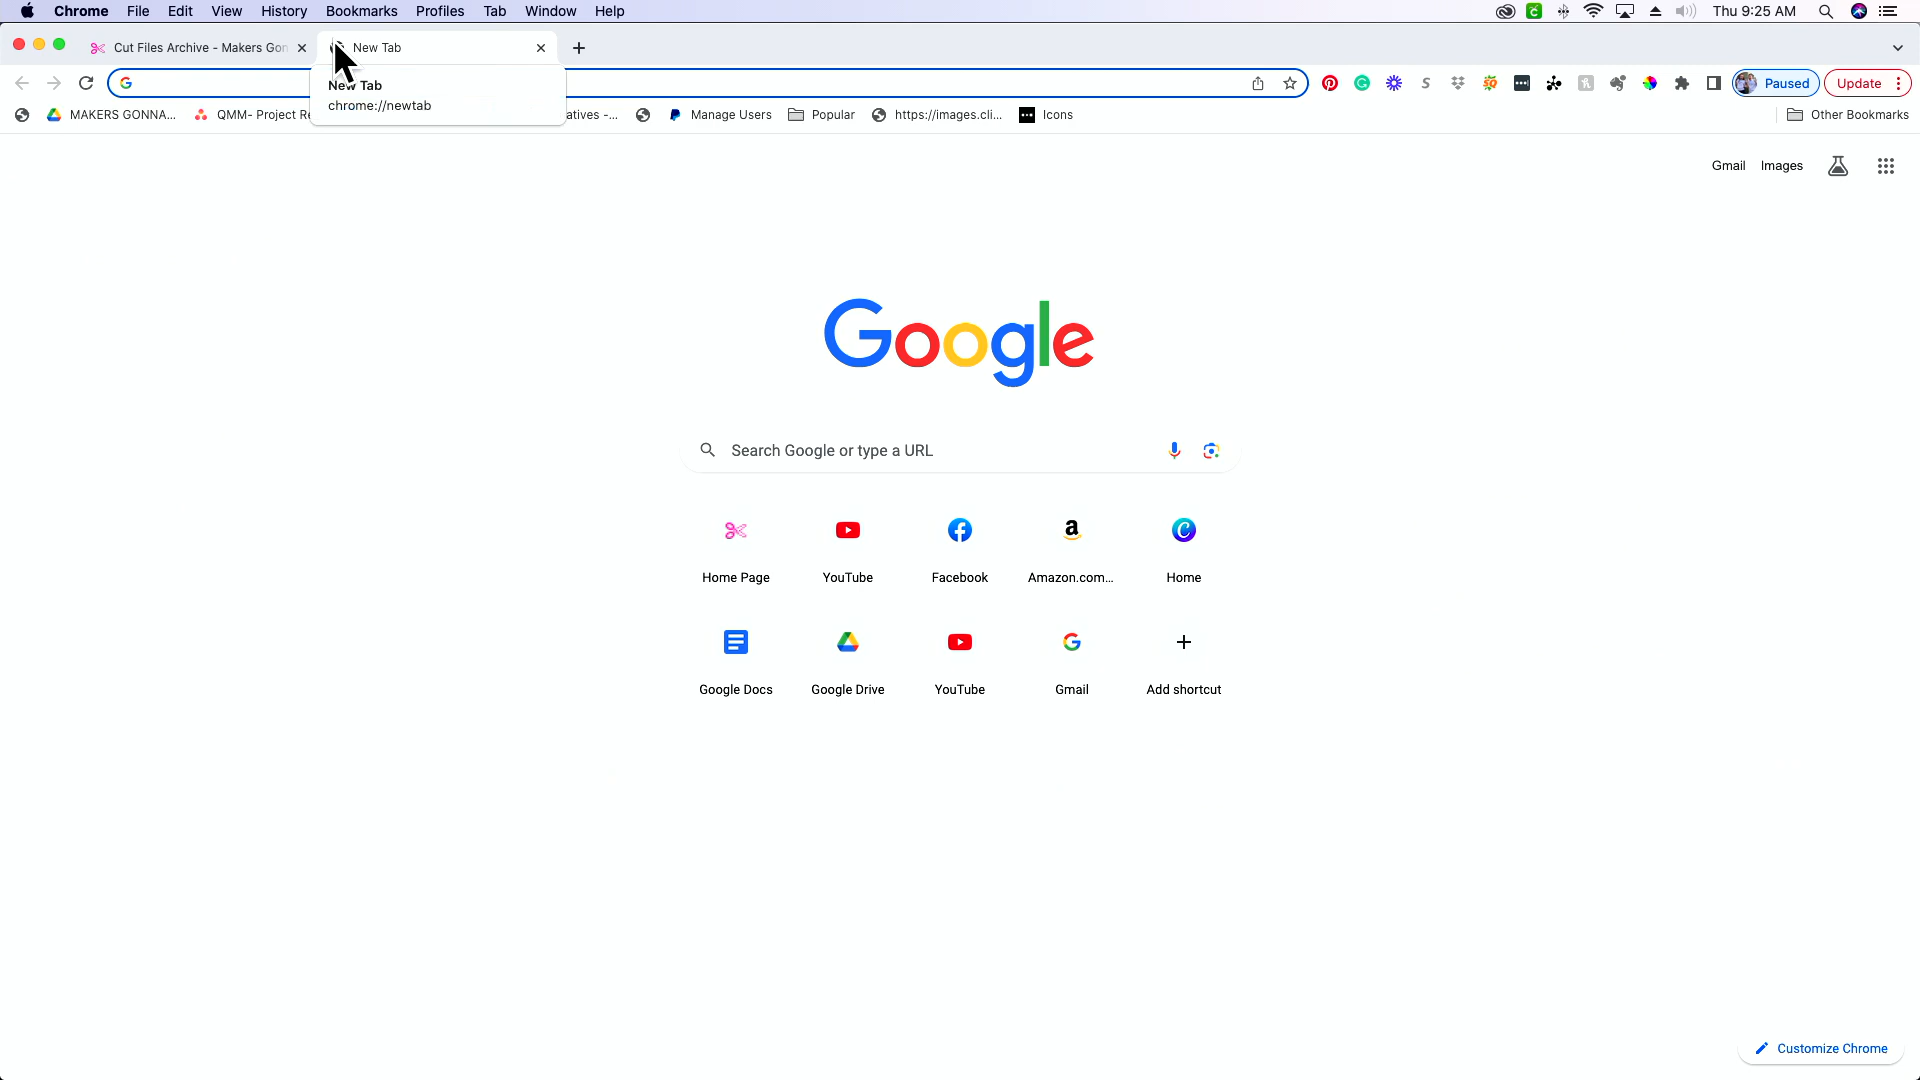 Chrome File Edit View History Bookmarks Profiles Tab Window Help Thu 9:25 AM
Cut Files Archive - Makers Gon New Tab
Paused Update
New Tab
chrome://newtab
MAKERS GONNA... QMM- Project Re atives -... Manage Users Popular https://images.cli... Icons Other Bookmarks
Gmail Images
Google
Search Google or type a URL
Home Page YouTube Facebook Amazon.com... Home
Google Docs Google Drive YouTube Gmail Add shortcut
Customize Chrome